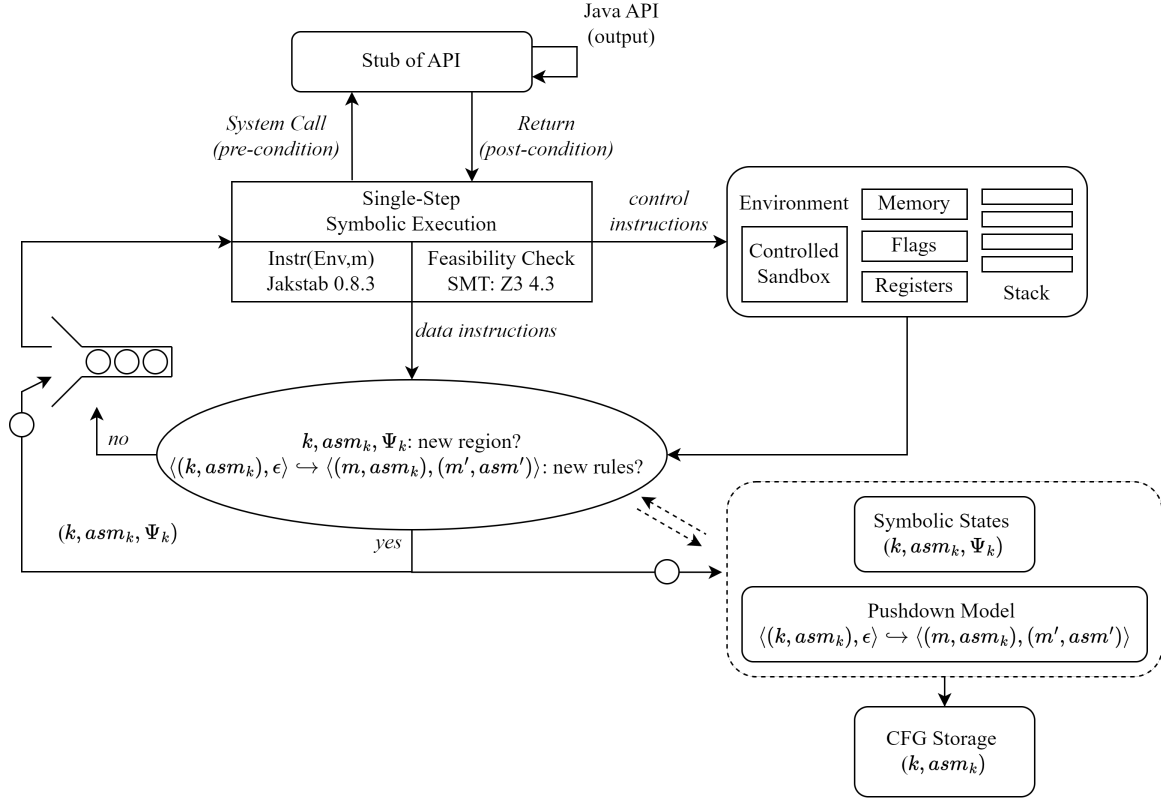 Java API
(output)
Stub of API
System Call
(pre-condition)
Return
(post-condition)
Single-Step
Symbolic Execution
Instr(Env,m)
Jakstab 0.8.3
Feasibility Check
SMT: Z3 4.3
control
instructions
Environment
Controlled
Sandbox
Memory
Flags
Registers
Stack
data instructions
k, asm_k, Ψ_k: new region?
⟨(k, asm_k), ϵ⟩ ↪ ⟨(m, asm_k), (m′, asm′)⟩: new rules?
no
yes
(k, asm_k, Ψ_k)
Symbolic States
(k, asm_k, Ψ_k)
Pushdown Model
⟨(k, asm_k), ϵ⟩ ↪ ⟨(m, asm_k), (m′, asm′)⟩
CFG Storage
(k, asm_k)